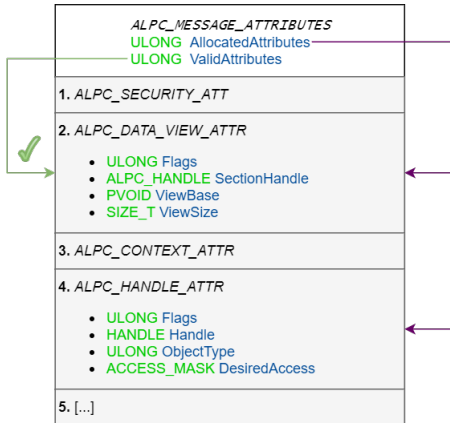 ALPC_MESSAGE_ATTRIBUTES
ULONG AllocatedAttributes
ULONG ValidAttributes
1. ALPC_SECURITY_ATT
2. ALPC_DATA_VIEW_ATTR
• ULONG Flags
• ALPC_HANDLE SectionHandle
• PVOID ViewBase
• SIZE_T ViewSize
3. ALPC_CONTEXT_ATTR
4. ALPC_HANDLE_ATTR
• ULONG Flags
• HANDLE Handle
• ULONG ObjectType
• ACCESS_MASK DesiredAccess
5. [...]